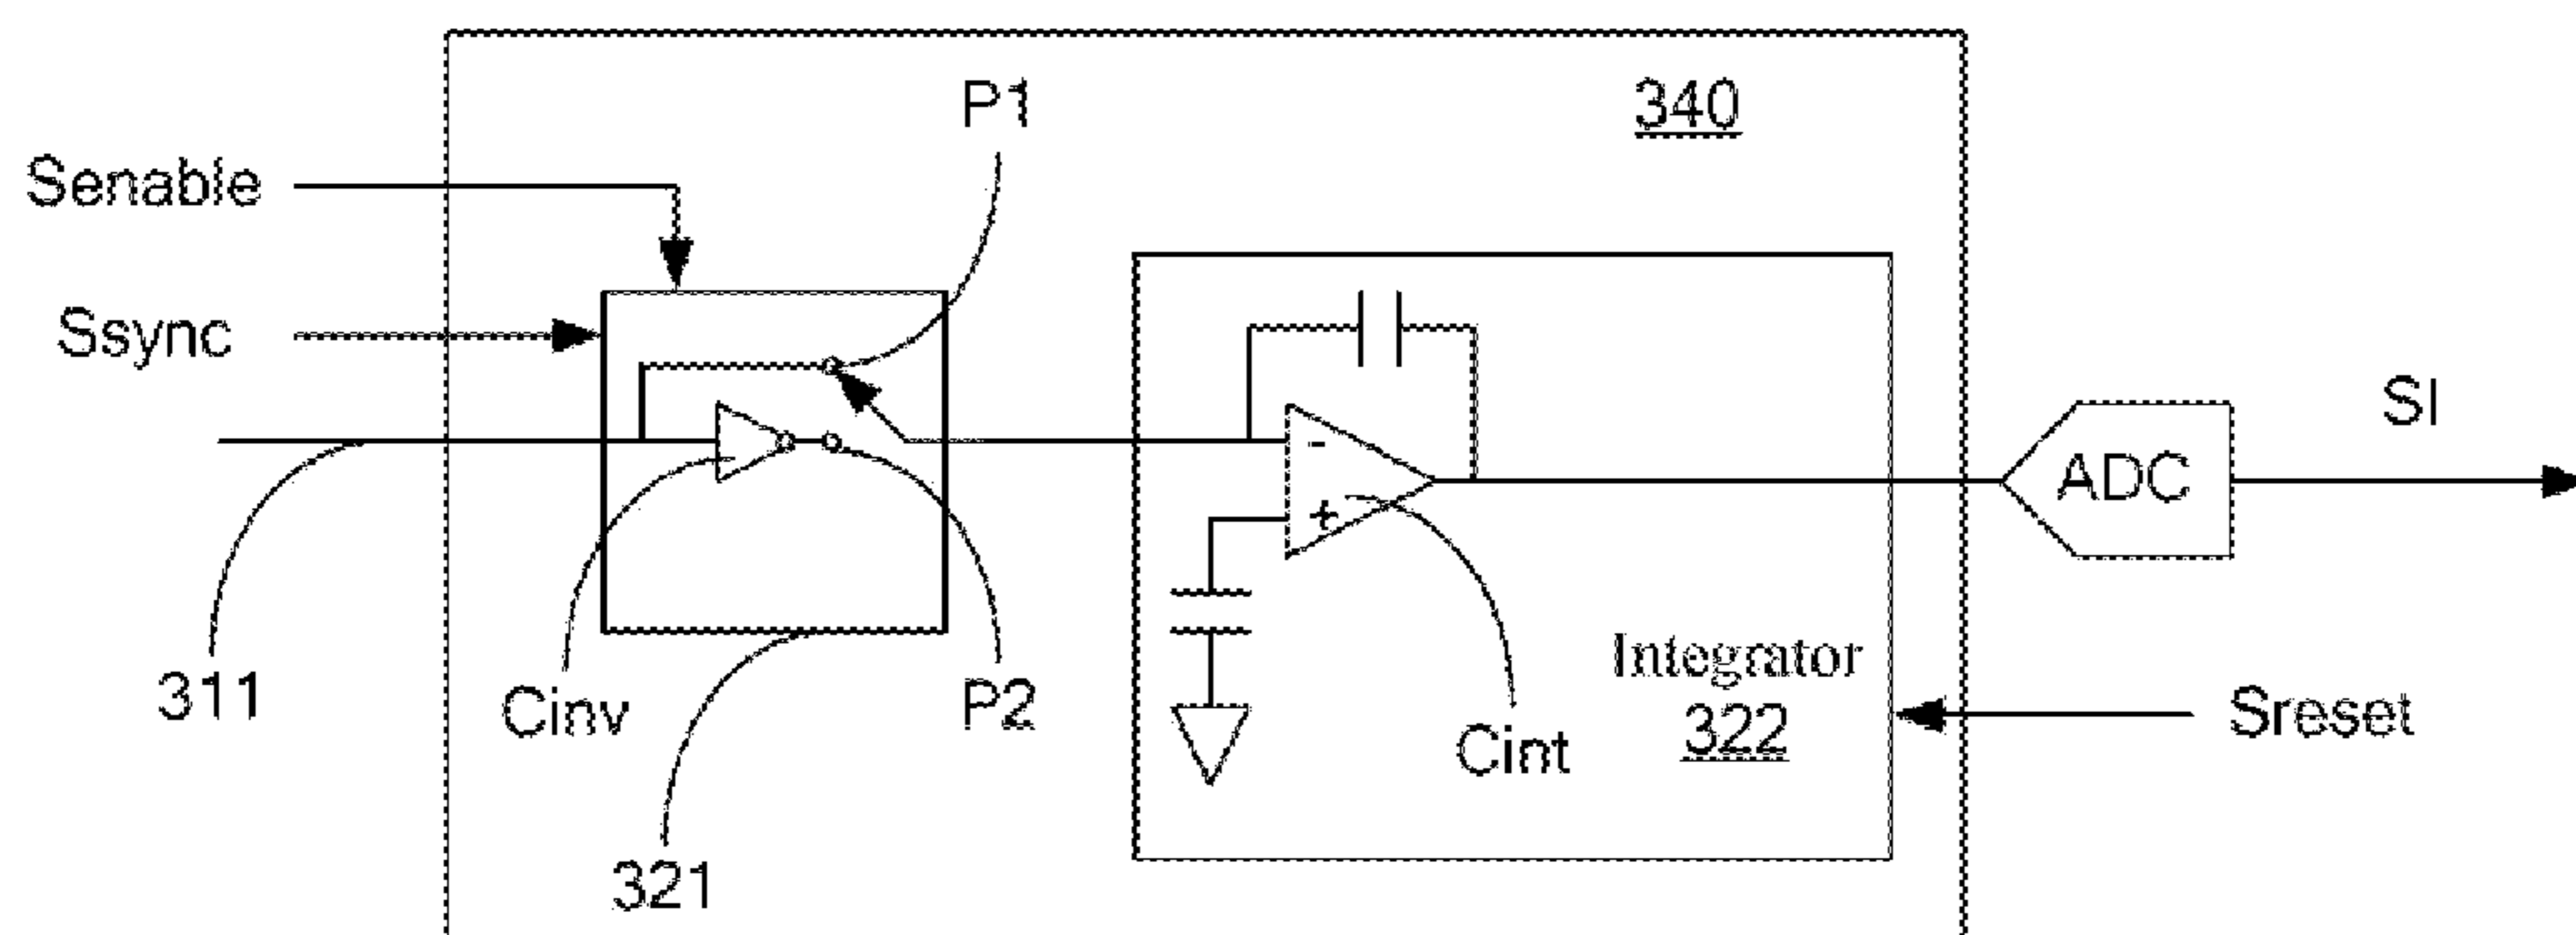 P1
340
Senable
Ssync
SI
ADC
-
+
311
Cinv
P2
Integrator
322
Cint
Sreset
321